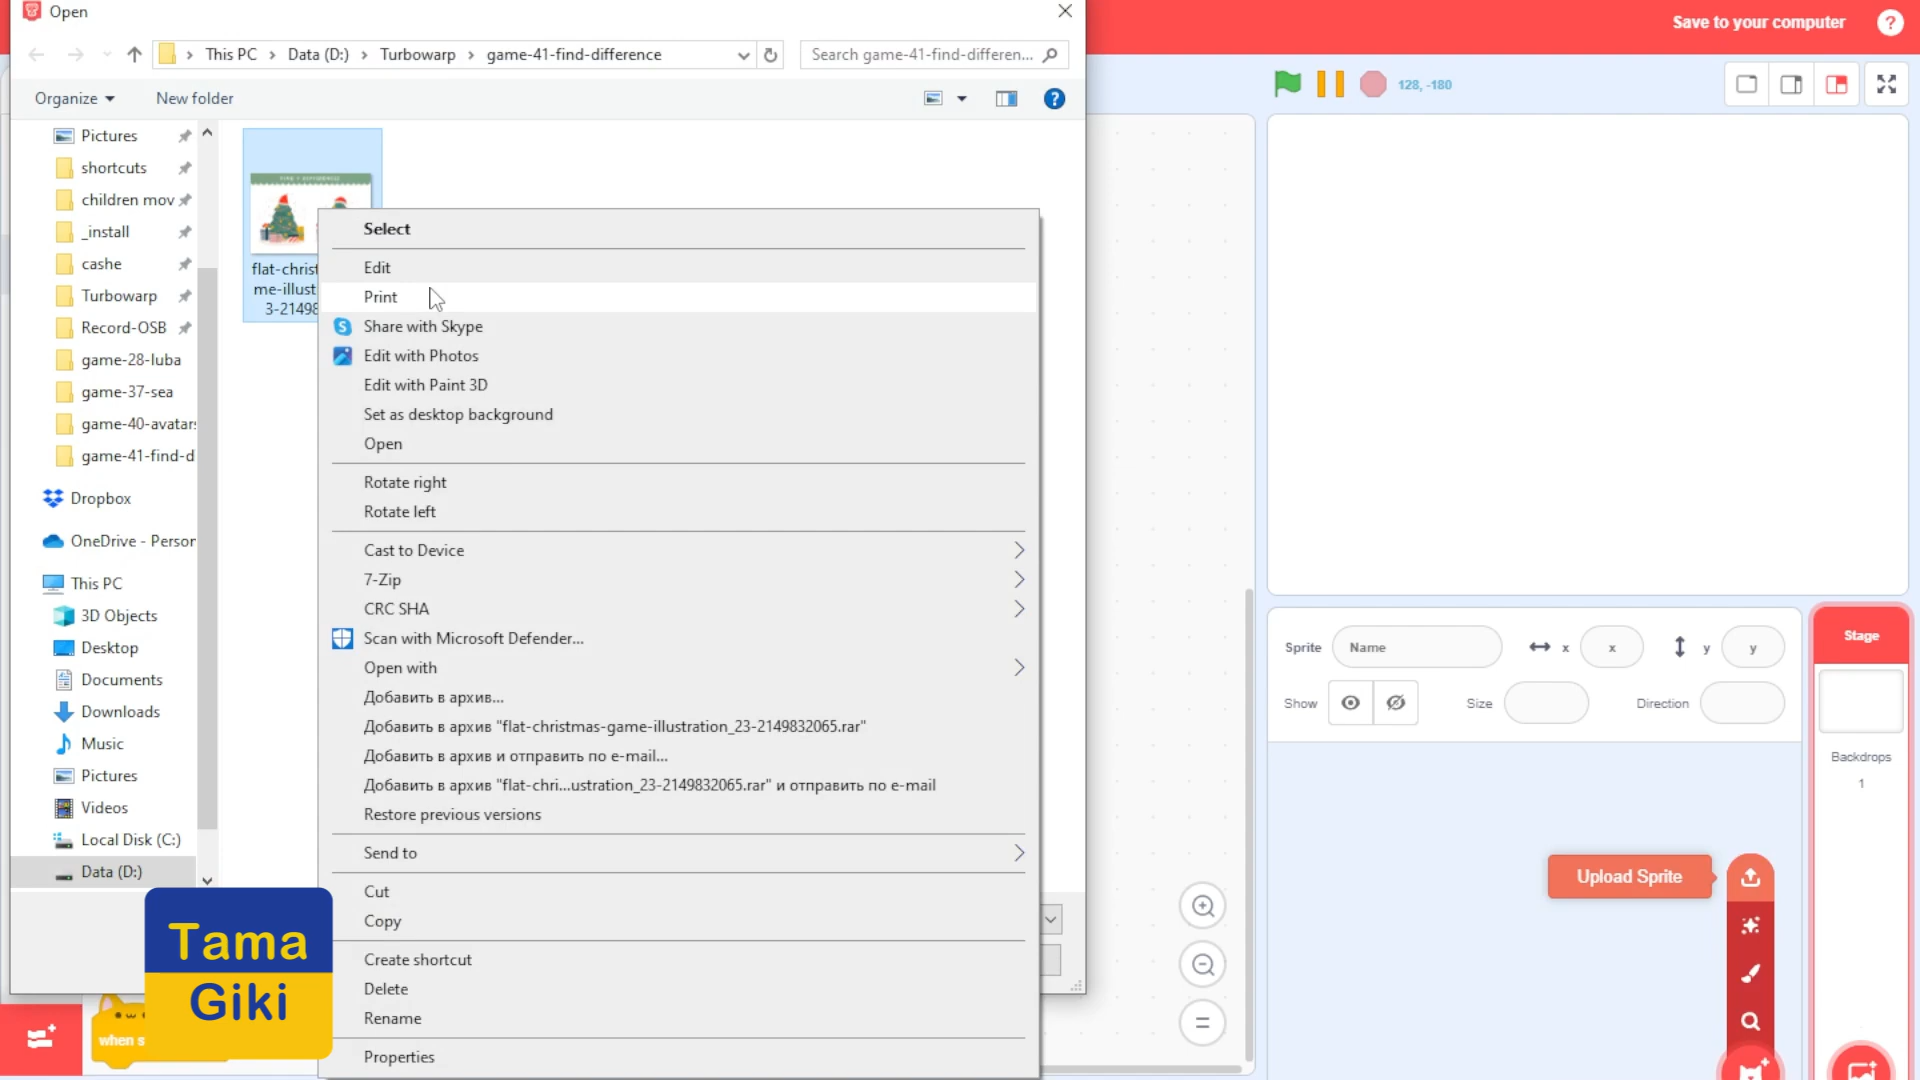 Open
Save to your computer
This PC
Data (D:)
Turbowarp
game-41-find-difference
Search game-41-find-differen...
Organize
New folder
128, -180
Pictures
shortcuts
children mov
_install
cashe
Turbowarp
Record-OSB
game-28-luba
game-37-sea
game-40-avatar
game-41-find-d
Dropbox
OneDrive - Person
This PC
3D Objects
Desktop
Documents
Downloads
Music
Pictures
Videos
Local Disk (C:)
Data (D:)
flat-christ
me-illust
3-21498
Select
Edit
Print
Share with Skype
Edit with Photos
Edit with Paint 3D
Set as desktop background
Open
Rotate right
Rotate left
Cast to Device
7-Zip
CRC SHA
Scan with Microsoft Defender...
Open with
Добавить в архив...
Добавить в архив "flat-christmas-game-illustration_23-2149832065.rar"
Добавить в архив и отправить по e-mail...
Добавить в архив "flat-chri...ustration_23-2149832065.rar" и отправить по e-mail
Restore previous versions
Send to
Cut
Copy
Create shortcut
Delete
Rename
Properties
Sprite
Name
x
x
y
y
Show
Size
Direction
Stage
Backdrops
1
Upload Sprite
Tama
Giki
when s